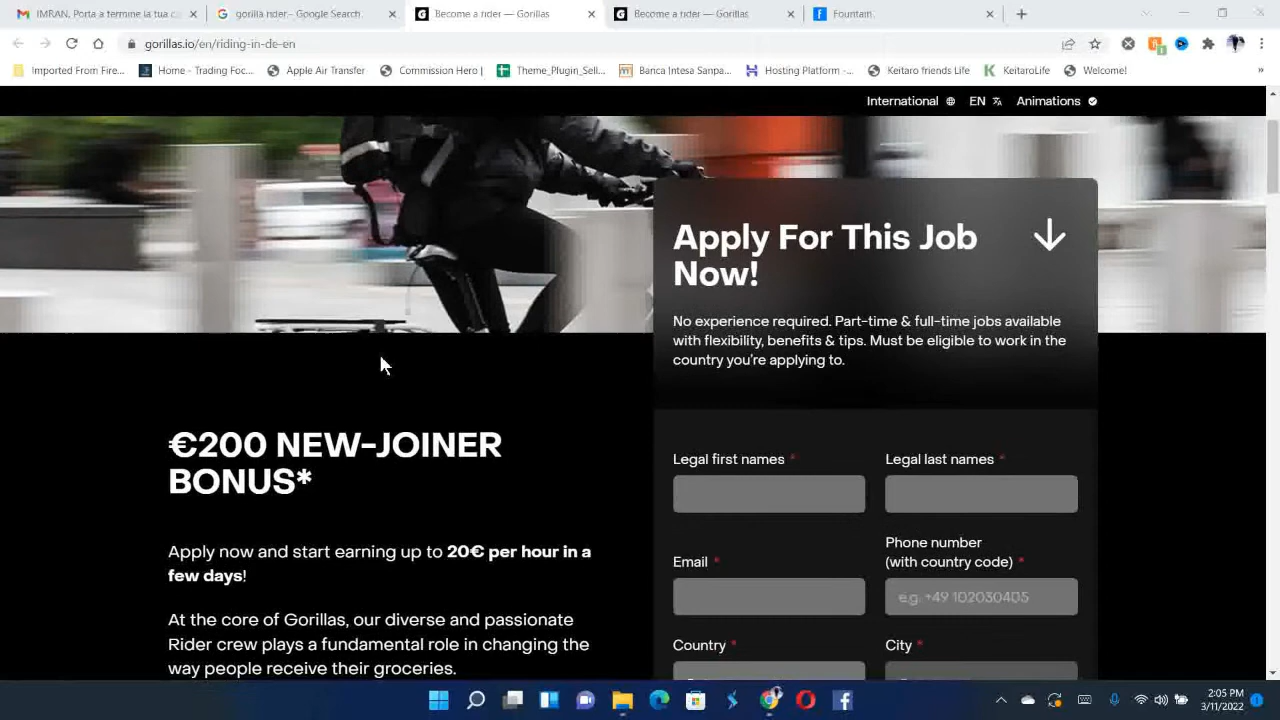 IMRAN, Porta a termine la tua c
gorilla rider - Google Search
Become a rider — Gorillas
Become a rider — Gorillas
Fountain
gorillas.io/en/riding-in-de-en
Imported From Fire...
Home - Trading Foc...
Apple Air Transfer
Commission Hero |
Theme_Plugin_Sell...
Banca Intesa Sanpa...
Hosting Platform -...
Keitaro friends Life
KeitaroLife
Welcome!
»
International
EN
Animations
Apply For This Job
Now!
No experience required. Part-time & full-time jobs available
with flexibility, benefits & tips. Must be eligible to work in the
country you're applying to.
€200 NEW-JOINER
BONUS*
Apply now and start earning up to 20€ per hour in a
few days!
At the core of Gorillas, our diverse and passionate
Rider crew plays a fundamental role in changing the
way people receive their groceries.
Legal first names *
Legal last names *
Email *
Phone number
(with country code) *
e.g. +49 102030405
Country *
City *
2:05 PM
3/11/2022